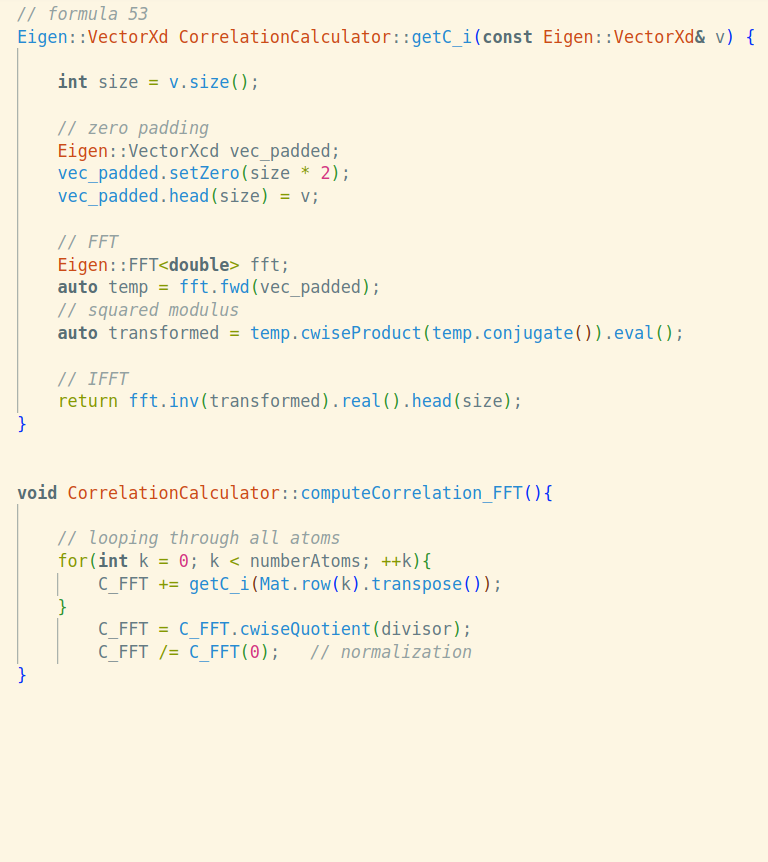 // formula 53
Eigen::VectorXd CorrelationCalculator::getC_i(const Eigen::VectorXd& v) {
int size = v.size();
// zero padding
Eigen::VectorXcd vec_padded;
vec_padded.setZero(size * 2);
vec_padded.head(size) = v;
// FFT
Eigen::FFT<double> fft;
auto temp = fft.fwd(vec_padded);
// squared modulus
auto transformed = temp.cwiseProduct(temp.conjugate()).eval();
// IFFT
return fft.inv(transformed).real().head(size);
}
void CorrelationCalculator::computeCorrelation_FFT(){
// looping through all atoms
for(int k = 0; k < numberAtoms; ++k){
C_FFT += getC_i(Mat.row(k).transpose());
}
C_FFT = C_FFT.cwiseQuotient(divisor);
C_FFT /= C_FFT(0);   // normalization
}